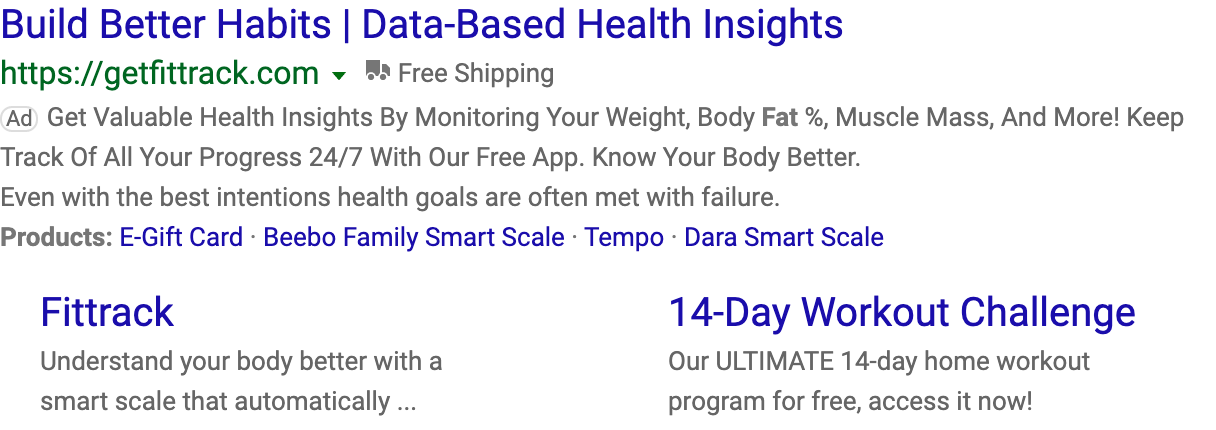 Build Better Habits | Data-Based Health Insights
https://getfittrack.com Free Shipping
Ad Get Valuable Health Insights By Monitoring Your Weight, Body Fat %, Muscle Mass, And More! Keep
Track Of All Your Progress 24/7 With Our Free App. Know Your Body Better.
Even with the best intentions health goals are often met with failure.
Products: E-Gift Card · Beebo Family Smart Scale · Tempo · Dara Smart Scale
Fittrack
Understand your body better with a
smart scale that automatically ...
14-Day Workout Challenge
Our ULTIMATE 14-day home workout
program for free, access it now!